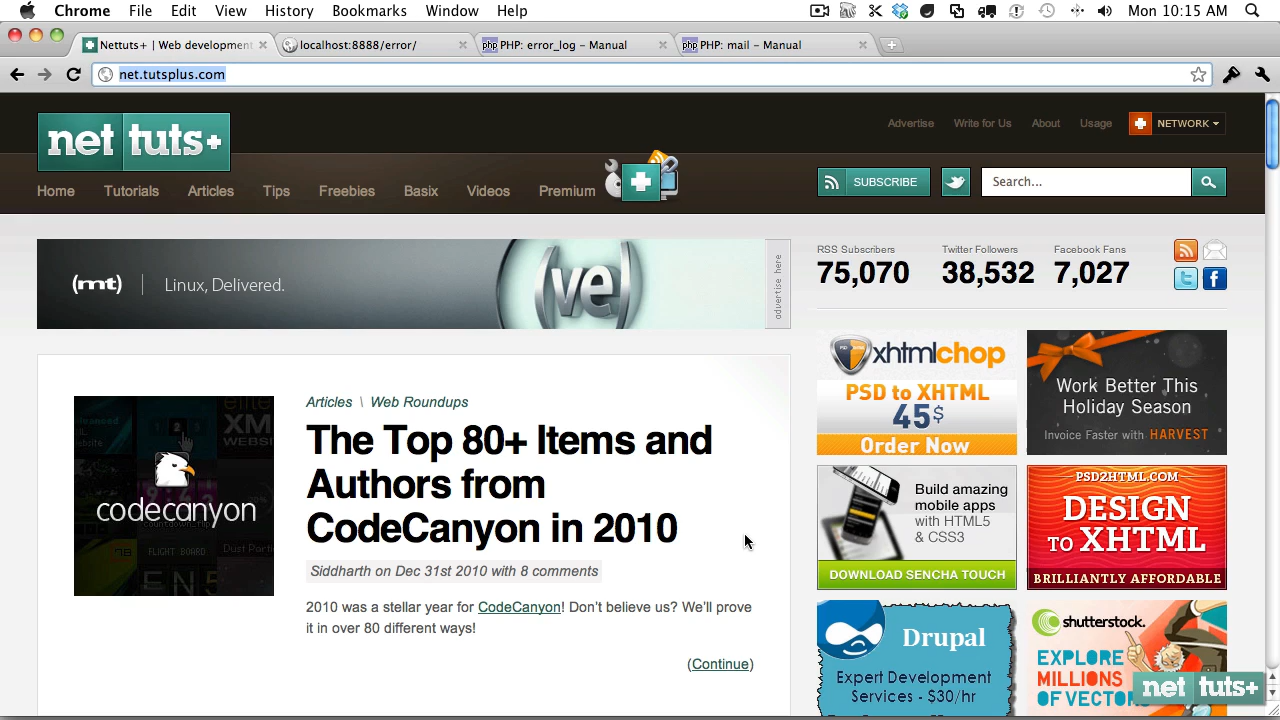 Chrome File Edit View History Bookmarks Window Help Mon 10:15 AM
Nettuts+ | Web development
localhost:8888/error/
php PHP: error_log – Manual
php PHP: mail – Manual
net.tutsplus.com
net tuts+
Advertise Write for Us About Usage NETWORK
Home Tutorials Articles Tips Freebies Basix Videos Premium
SUBSCRIBE
Search...
(mt) Linux, Delivered.
(ve)
advertise here
RSS Subscribers Twitter Followers Facebook Fans
75,070 38,532 7,027
Articles \ Web Roundups
The Top 80+ Items and
Authors from
CodeCanyon in 2010
Siddharth on Dec 31st 2010 with 8 comments
2010 was a stellar year for CodeCanyon! Don't believe us? We'll prove
it in over 80 different ways!
(Continue)
codecanyon
FLIGHT BOARD
xhtmlchop
PSD to XHTML
45$
Order Now
Work Better This
Holiday Season
Invoice Faster with HARVEST
Build amazing
mobile apps
with HTML5
& CSS3
DOWNLOAD SENCHA TOUCH
PSD2HTML.COM
DESIGN
TO XHTML
BRILLIANTLY AFFORDABLE
Drupal
Expert Development
Services - $30/hr
shutterstock.
EXPLORE
MILLIONS
OF VECTOR
net tuts+